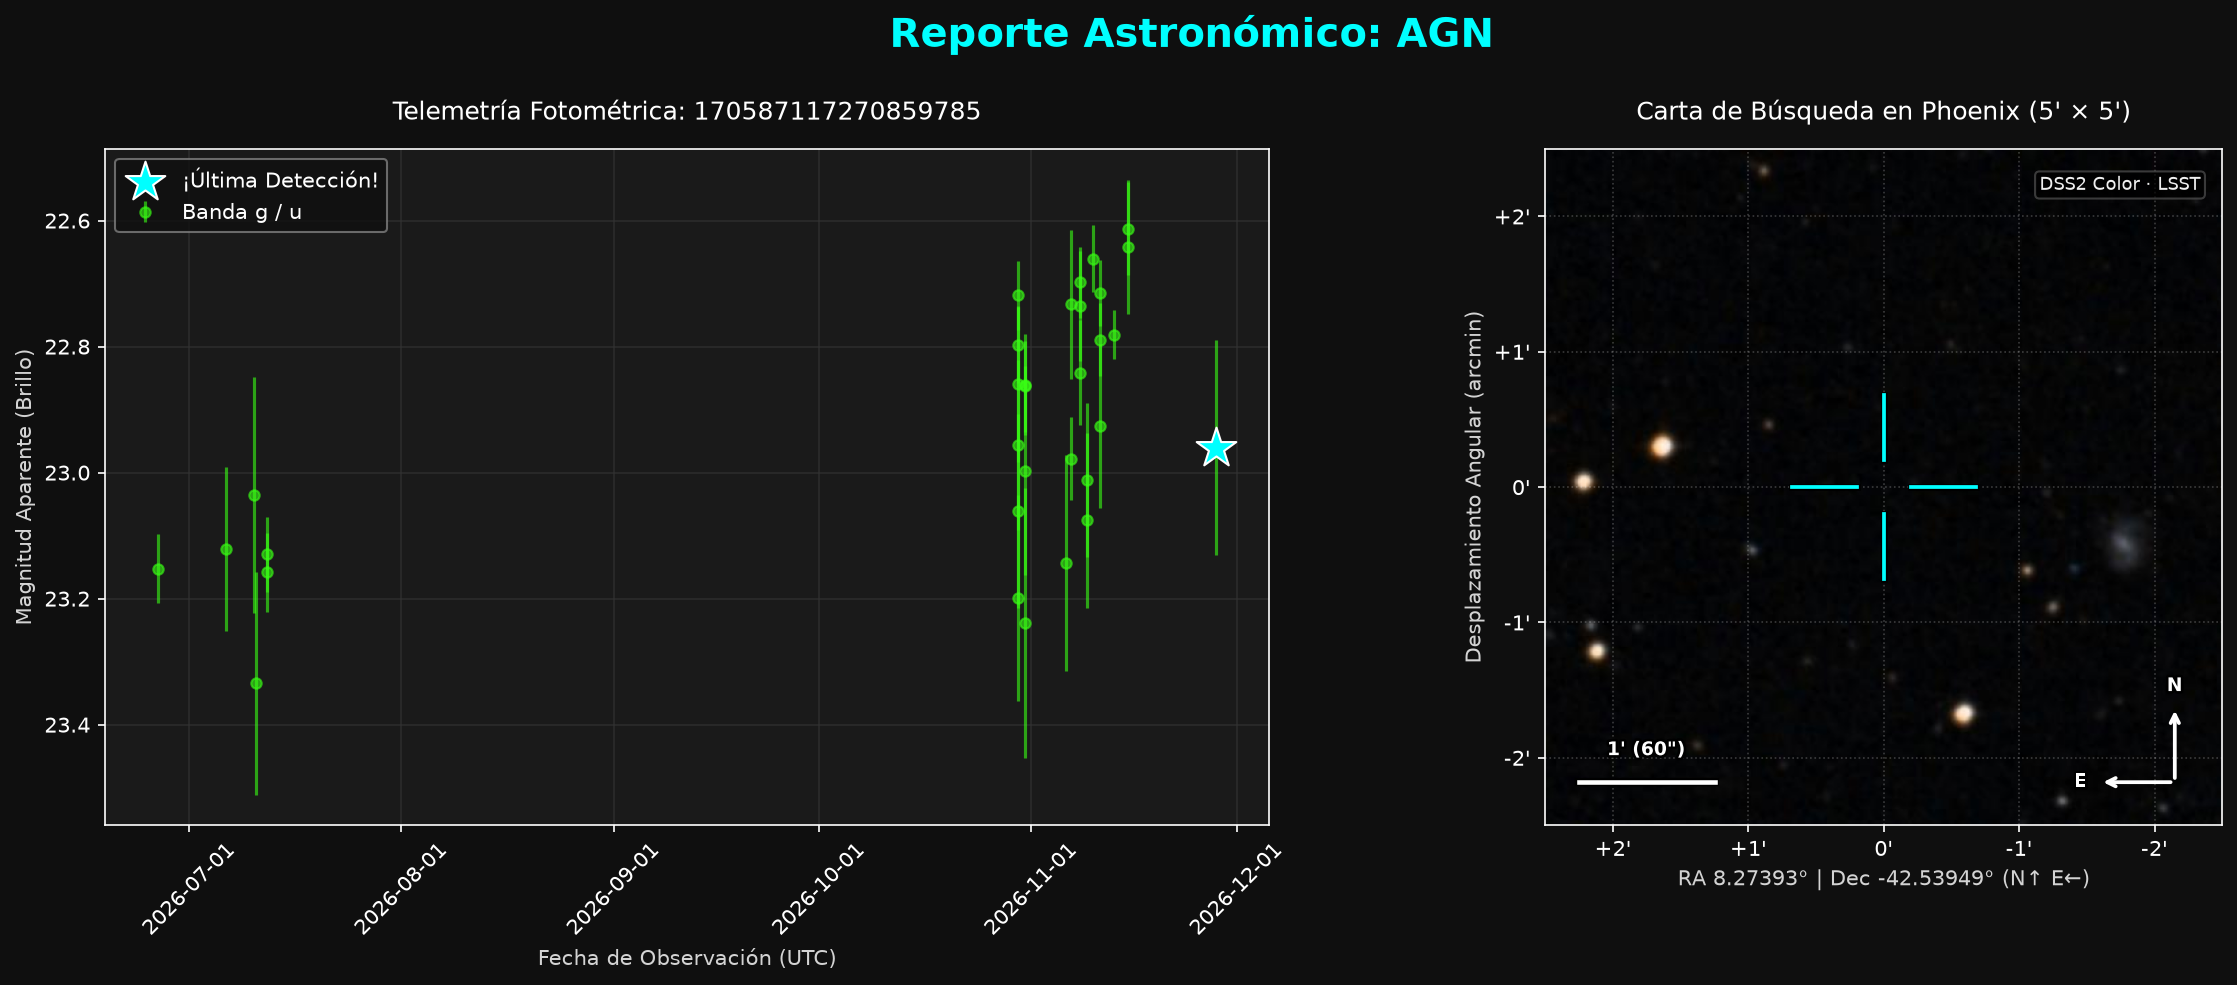 Reporte Astronómico: AGN
Telemetría Fotométrica: 170587117270859785
¡Última Detección!
Banda g / u
Magnitud Aparente (Brillo)
22.6
22.8
23.0
23.2
23.4
2026-07-01
2026-08-01
2026-09-01
2026-10-01
2026-11-01
2026-12-01
Fecha de Observación (UTC)
Carta de Búsqueda en Phoenix (5' × 5')
DSS2 Color · LSST
Desplazamiento Angular (arcmin)
+2'
+1'
0'
-1'
-2'
N
E
1' (60")
+2'
+1'
0'
-1'
-2'
RA 8.27393° | Dec -42.53949° (N↑ E←)